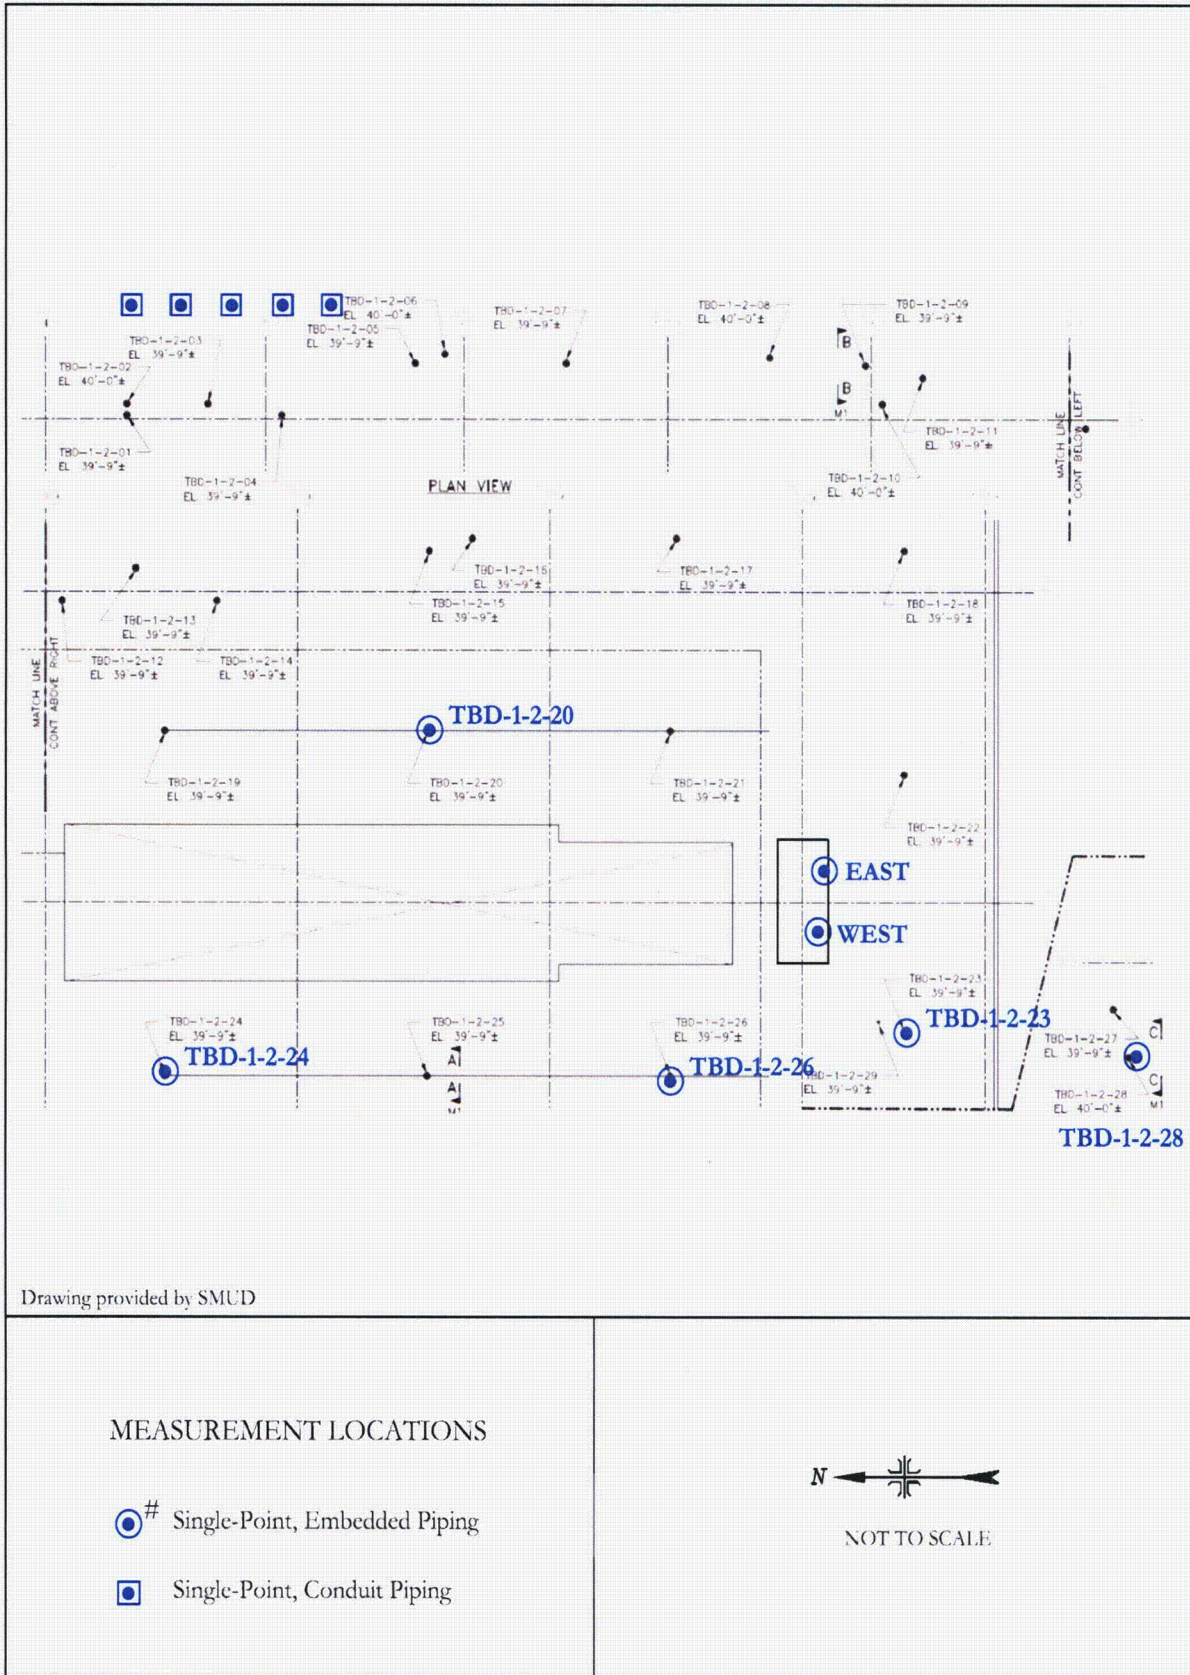 TBD-1-2-06
EL 40'-0"±
TBD-1-2-07
EL 39'-9"±
TBD-1-2-08
EL 40'-0"±
TBD-1-2-09
EL 39'-9"±
TBD-1-2-05
EL 39'-9"±
TBD-1-2-03
EL 39'-9"±
TBD-1-2-02
EL 40'-0"±
B
B
M1
TBD-1-2-01
EL 39'-9"±
TBD-1-2-04
EL 39'-9"±
TBD-1-2-11
EL 39'-9"±
TBD-1-2-10
EL 40'-0"±
MATCH LINE
CONT BELOW LEFT
PLAN VIEW
TBD-1-2-16
EL 39'-9"±
TBD-1-2-17
EL 39'-9"±
TBD-1-2-15
EL 39'-9"±
TBD-1-2-18
EL 39'-9"±
TBD-1-2-13
EL 39'-9"±
TBD-1-2-12
EL 39'-9"±
TBD-1-2-14
EL 39'-9"±
MATCH LINE
CONT ABOVE RIGHT
TBD-1-2-20
TBD-1-2-19
EL 39'-9"±
TBD-1-2-20
EL 39'-9"±
TBD-1-2-21
EL 39'-9"±
TBD-1-2-22
EL 39'-9"±
EAST
WEST
TBD-1-2-23
EL 39'-9"±
TBD-1-2-23
TBD-1-2-24
EL 39'-9"±
TBD-1-2-24
TBD-1-2-25
EL 39'-9"±
A
A
M1
TBD-1-2-26
EL 39'-9"±
TBD-1-2-26
TBD-1-2-29
EL 39'-9"±
TBD-1-2-27
EL 39'-9"±
C
C
M1
TBD-1-2-28
EL 40'-0"±
TBD-1-2-28
Drawing provided by SMUD
MEASUREMENT LOCATIONS
# Single-Point, Embedded Piping
Single-Point, Conduit Piping
N
NOT TO SCALE